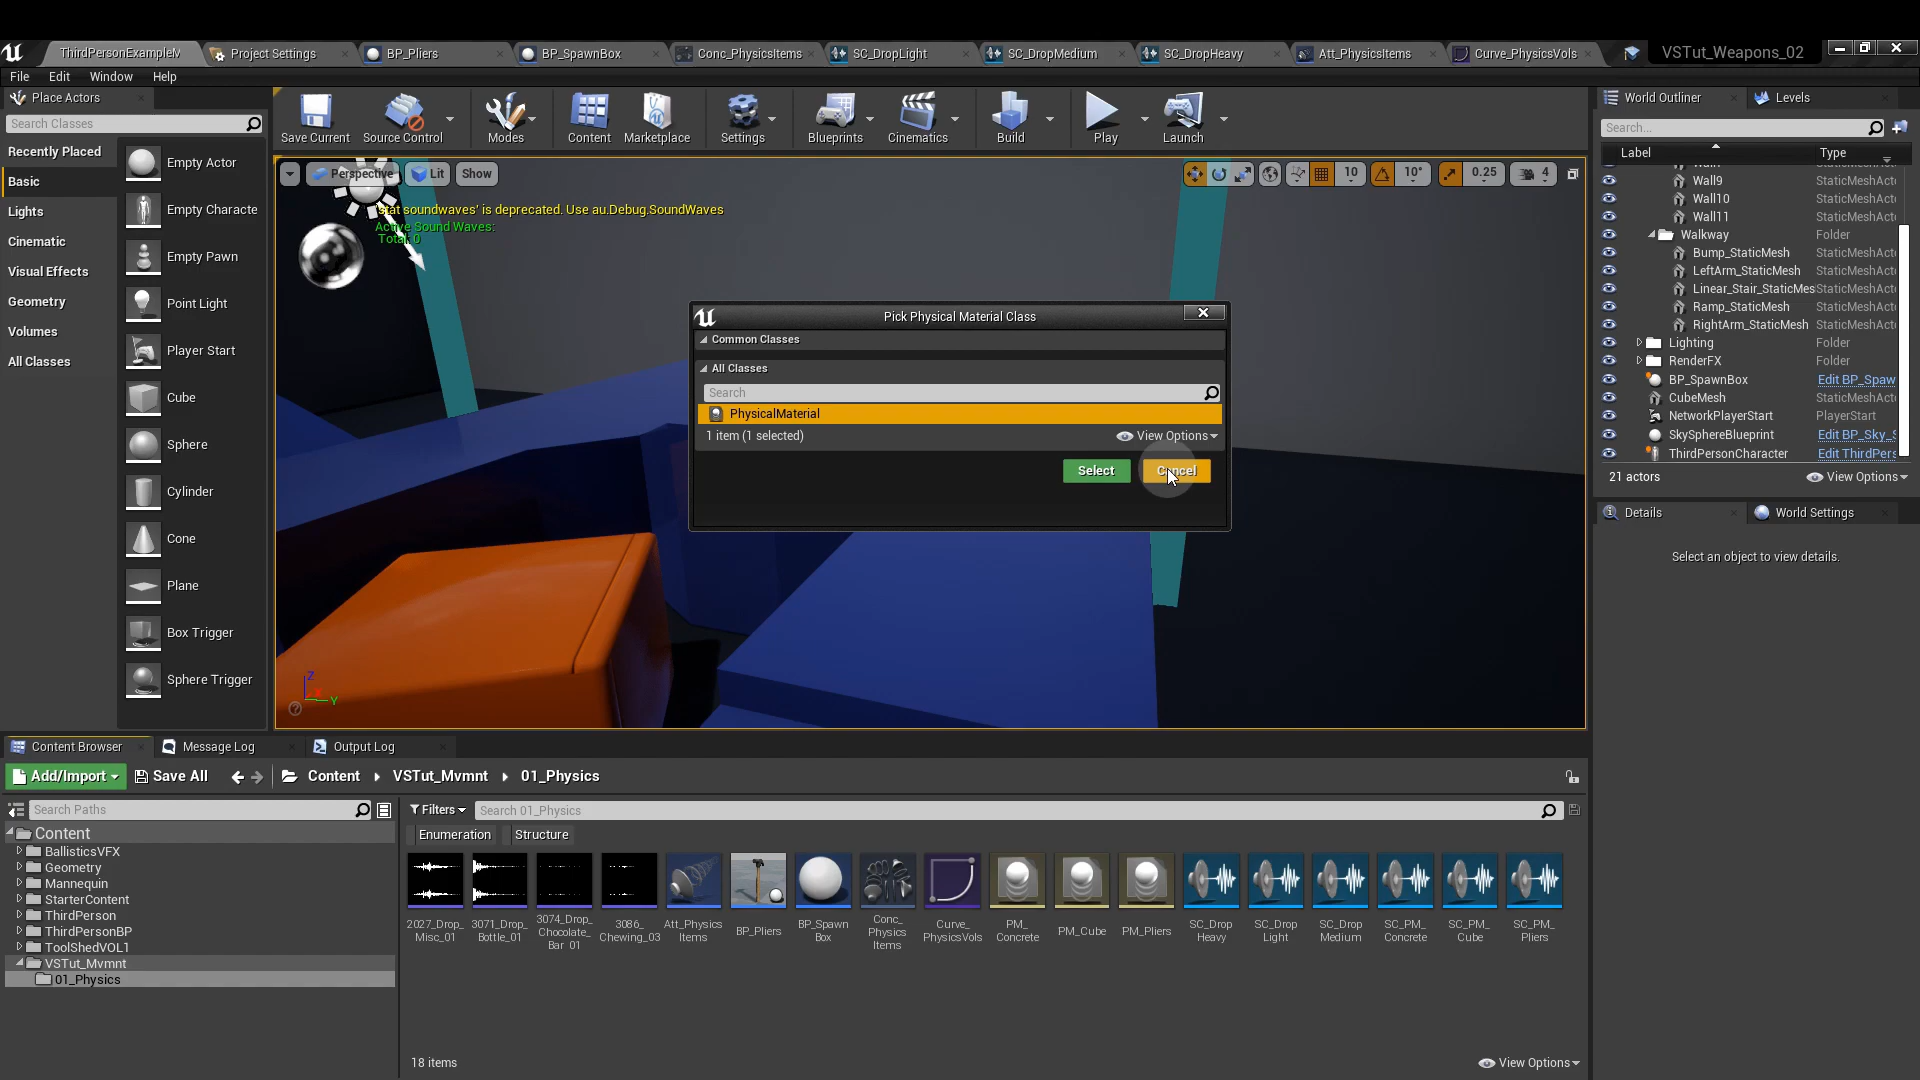 ThirdPersonExampleM
Project Settings
BP_Pliers
BP_SpawnBox
Conc_PhysicsItems
SC_DropLight
SC_DropMedium
SC_DropHeavy
Att_PhysicsItems
Curve_PhysicsVols
VSTut_Weapons_02
File
Edit
Window
Help
Place Actors
Search Classes
Recently Placed
Basic
Lights
Cinematic
Visual Effects
Geometry
Volumes
All Classes
Empty Actor
Empty Characte
Empty Pawn
Point Light
Player Start
Cube
Sphere
Cylinder
Cone
Plane
Box Trigger
Sphere Trigger
Save Current
Source Control
Modes
Content
Marketplace
Settings
Blueprints
Cinematics
Build
Play
Launch
Perspective
Lit
Show
10
10°
0.25
4
'stat soundwaves' is deprecated. Use au.Debug.SoundWaves
Active Sound Waves:
Total: 0
Z
X
Y
Pick Physical Material Class
Common Classes
All Classes
Search
PhysicalMaterial
1 item (1 selected)
View Options
Select
Cancel
World Outliner
Levels
Search...
Label
Type
Wall9
StaticMeshActo
Wall10
StaticMeshActo
Wall11
StaticMeshActo
Walkway
Folder
Bump_StaticMesh
StaticMeshActo
LeftArm_StaticMesh
StaticMeshActo
Linear_Stair_StaticMes
StaticMeshActo
Ramp_StaticMesh
StaticMeshActo
RightArm_StaticMesh
StaticMeshActo
Lighting
Folder
RenderFX
Folder
BP_SpawnBox
Edit BP_Spaw
CubeMesh
StaticMeshActo
NetworkPlayerStart
PlayerStart
SkySphereBlueprint
Edit BP_Sky_S
ThirdPersonCharacter
Edit ThirdPers
21 actors
View Options
Details
World Settings
Select an object to view details.
Content Browser
Message Log
Output Log
Add/Import
Save All
Content
VSTut_Mvmnt
01_Physics
Search Paths
Filters
Search 01_Physics
Enumeration
Structure
Content
BallisticsVFX
Geometry
Mannequin
StarterContent
ThirdPerson
ThirdPersonBP
ToolShedVOL1
VSTut_Mvmnt
01_Physics
2027_Drop_
Misc_01
3071_Drop_
Bottle_01
3074_Drop_
Chocolate_
Bar_01
3086_
Chewing_03
Att_Physics
Items
BP_Pliers
BP_Spawn
Box
Conc_
Physics
Items
Curve_
PhysicsVols
PM_
Concrete
PM_Cube
PM_Pliers
SC_Drop
Heavy
SC_Drop
Light
SC_Drop
Medium
SC_PM_
Concrete
SC_PM_
Cube
SC_PM_
Pliers
18 items
View Options